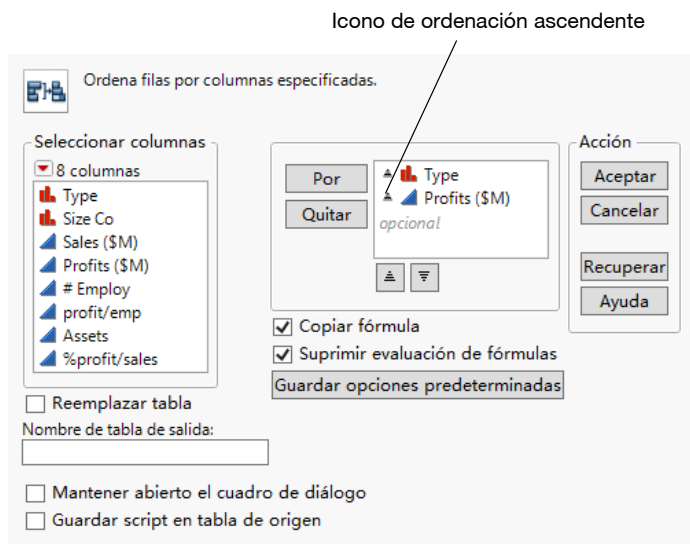 Icono de ordenación ascendente
Ordena filas por columnas especificadas.
Seleccionar columnas
8 columnas
Type
Size Co
Sales ($M)
Profits ($M)
# Employ
profit/emp
Assets
%profit/sales
Reemplazar tabla
Nombre de tabla de salida:
Mantener abierto el cuadro de diálogo
Guardar script en tabla de origen
Por
Quitar
Type
Profits ($M)
opcional
Copiar fórmula
Suprimir evaluación de fórmulas
Guardar opciones predeterminadas
Acción
Aceptar
Cancelar
Recuperar
Ayuda